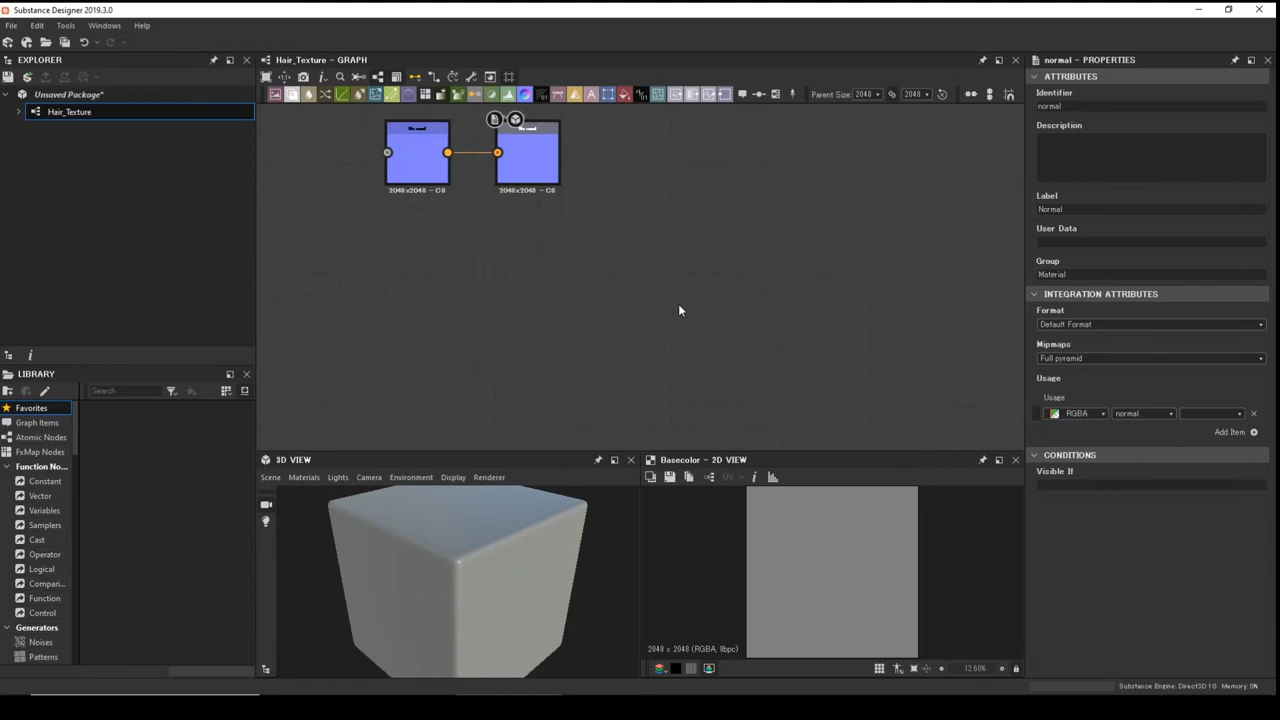 Substance Designer 2019.3.0
File Edit Tools Windows Help
EXPLORER
Unsaved Package*
Hair_Texture
Hair_Texture - GRAPH
Parent Size: 2048 2048
2048x2048 - C8
2048x2048 - C8
LIBRARY
Search
Favorites
Graph Items
Atomic Nodes
FxMap Nodes
Function No...
Constant
Vector
Variables
Samplers
Cast
Operator
Logical
Compari...
Function
Control
Generators
Noises
Patterns
3D VIEW
Scene Materials Lights Camera Environment Display Renderer
Basecolor - 2D VIEW
UV
2048 x 2048 (RGBA, 8bpc)
12.60%
normal - PROPERTIES
ATTRIBUTES
Identifier
normal
Description
Label
Normal
User Data
Group
Material
INTEGRATION ATTRIBUTES
Format
Default Format
Mipmaps
Full pyramid
Usage
Usage
RGBA normal
Add Item
CONDITIONS
Visible If
Substance Engine: Direct3D 10 Memory: 0%